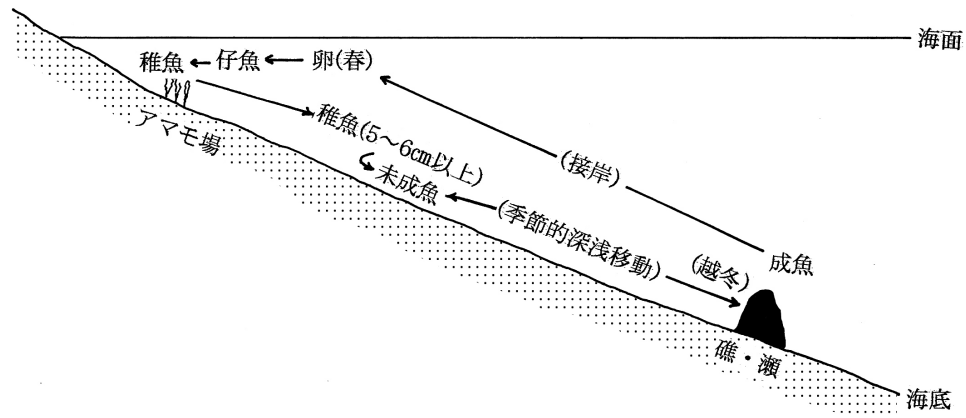 海面
稚魚 仔魚 卵(春)
アマモ場
稚魚(5〜6cm以上)
未成魚
(接岸)
(季節的深浅移動)
(越冬)
成魚
礁・瀬
海底